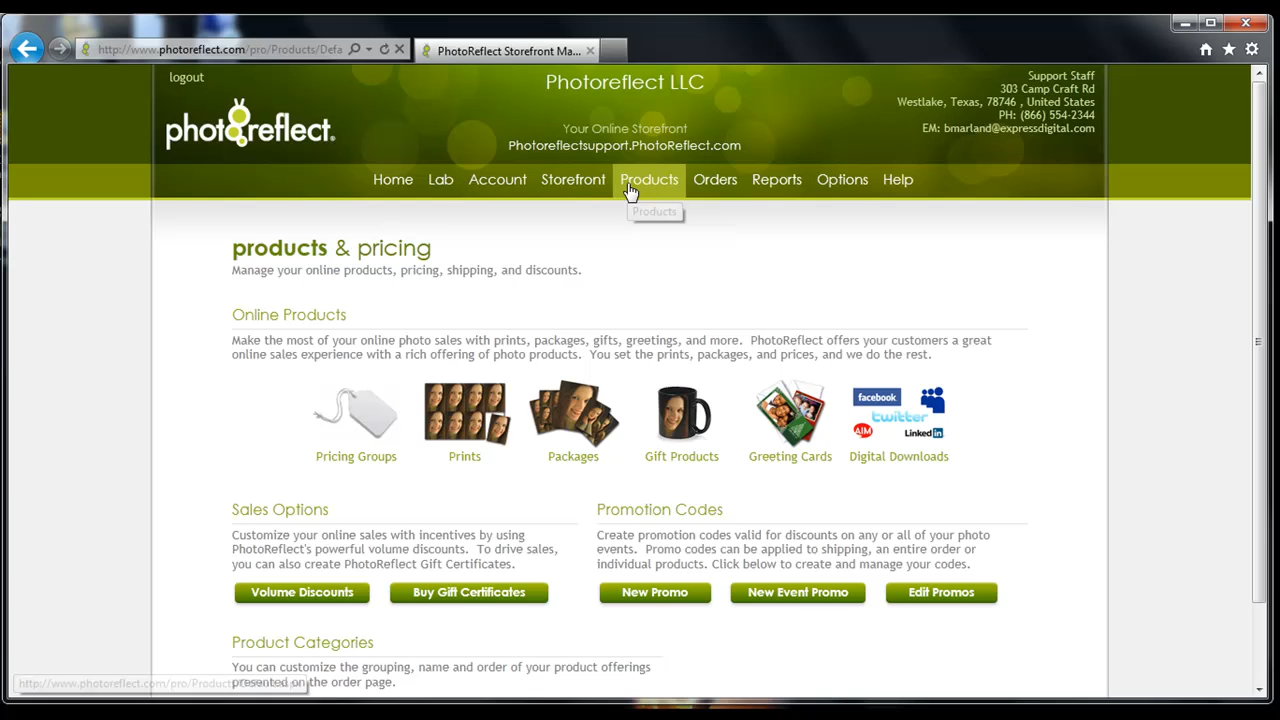 http://www.photoreflect.com/pro/Products/Defa
PhotoReflect Storefront Ma...
logout
Photoreflect LLC
Support Staff
303 Camp Craft Rd
Westlake, Texas, 78746 , United States
PH: (866) 554-2344
EM: bmarland@expressdigital.com
photoreflect.
Your Online Storefront
Photoreflectsupport.PhotoReflect.com
Home Lab Account Storefront Products Orders Reports Options Help
Products
products & pricing
Manage your online products, pricing, shipping, and discounts.
Online Products
Make the most of your online photo sales with prints, packages, gifts, greetings, and more. PhotoReflect offers your customers a great
online sales experience with a rich offering of photo products. You set the prints, packages, and prices, and we do the rest.
facebook
twitter
AIM
Linked in
Pricing Groups Prints Packages Gift Products Greeting Cards Digital Downloads
Sales Options
Customize your online sales with incentives by using
PhotoReflect's powerful volume discounts. To drive sales,
you can also create PhotoReflect Gift Certificates.
Volume Discounts Buy Gift Certificates
Promotion Codes
Create promotion codes valid for discounts on any or all of your photo
events. Promo codes can be applied to shipping, an entire order or
individual products. Click below to create and manage your codes.
New Promo New Event Promo Edit Promos
Product Categories
You can customize the grouping, name and order of your product offerings
presented on the order page.
http://www.photoreflect.com/pro/Product